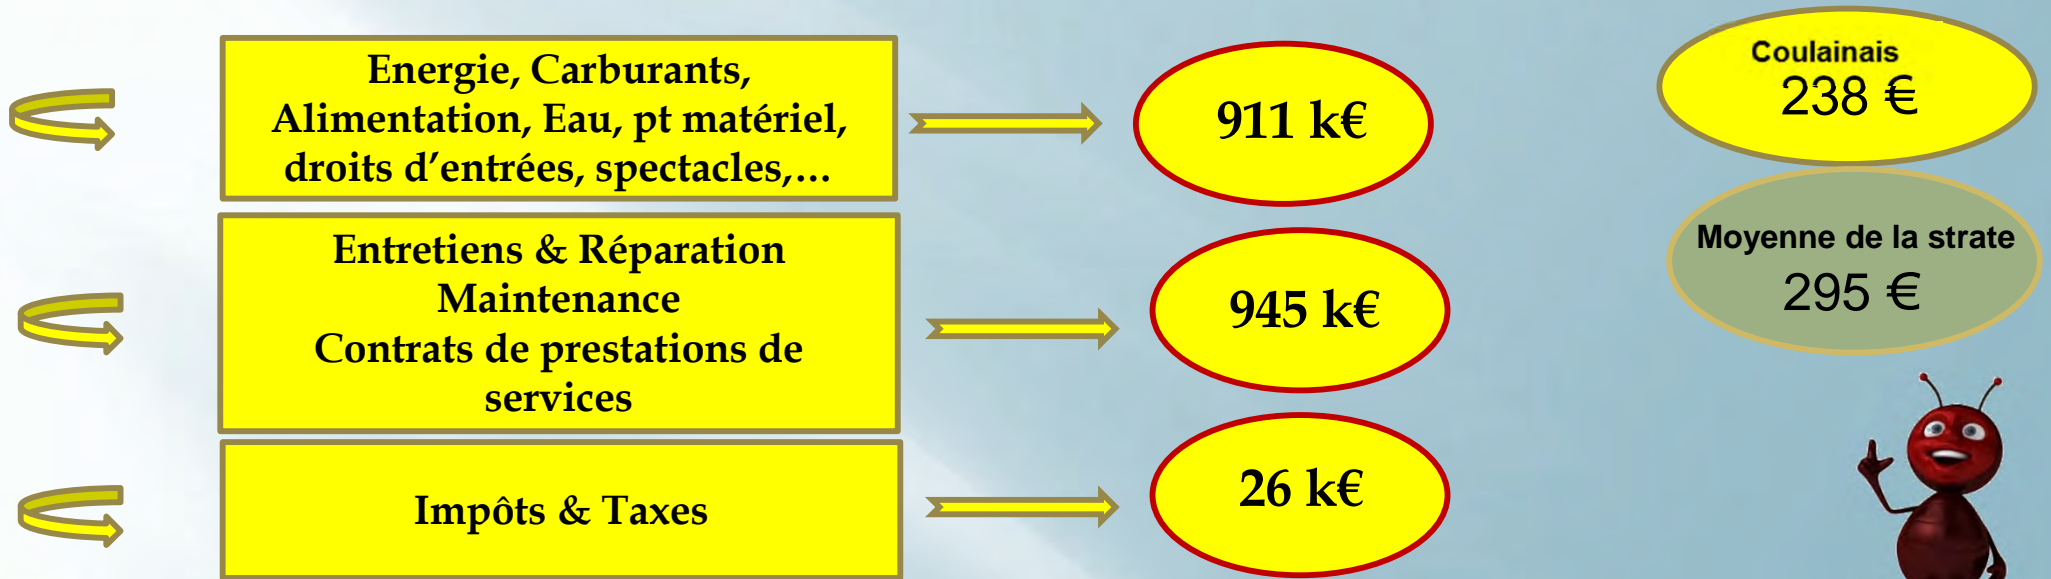 Energie, Carburants,
Alimentation, Eau, pt matériel,
droits d’entrées, spectacles,…
911 k€
Coulainais
238 €
Moyenne de la strate
295 €
Entretiens & Réparation
Maintenance
Contrats de prestations de
services
945 k€
Impôts & Taxes
26 k€